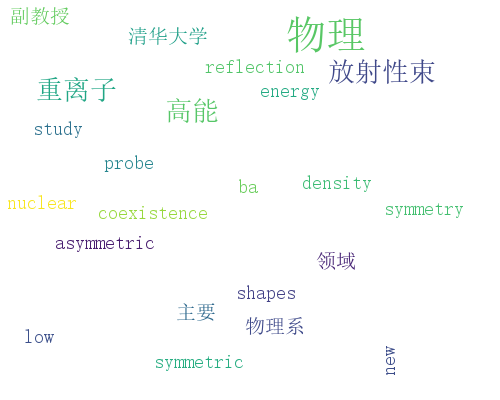 副教授
清华大学
物理
reflection
放射性束
重离子
energy
高能
study
probe
ba
density
nuclear
coexistence
symmetry
asymmetric
领域
shapes
主要
物理系
low
symmetric
new